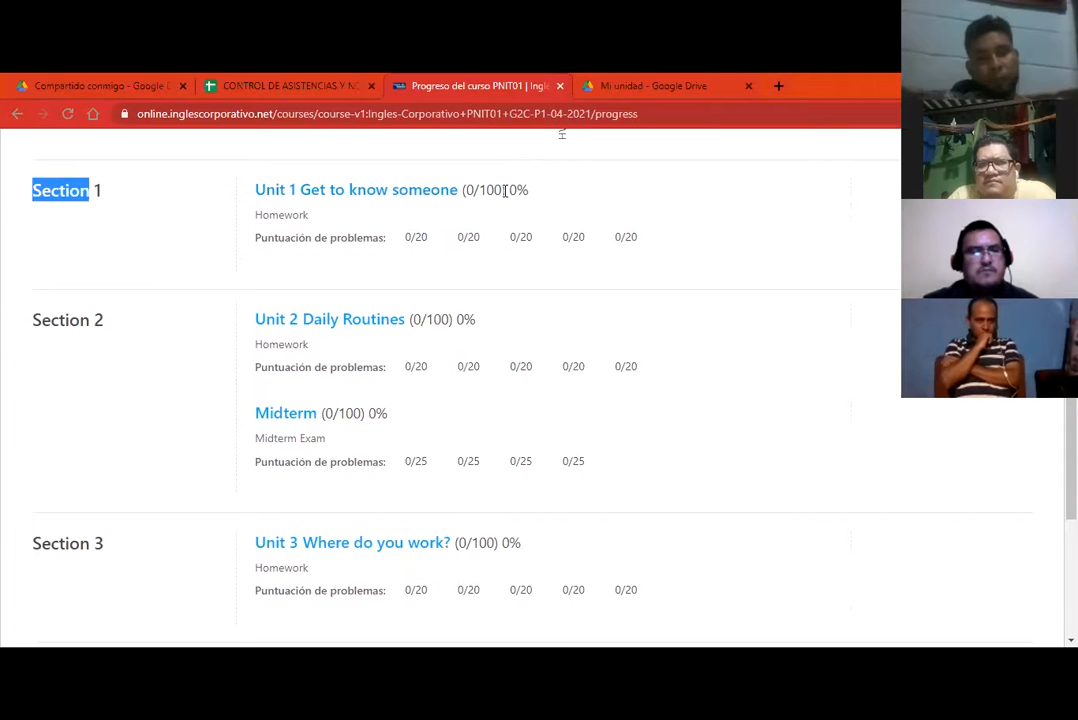 Compartido conmigo - Google D
CONTROL DE ASISTENCIAS Y NO
Progreso del curso PNIT01 | Ingle
Mi unidad - Google Drive
online.inglescorporativo.net/courses/course-v1:Ingles-Corporativo+PNIT01+G2C-P1-04-2021/progress
Section 1
Unit 1 Get to know someone (0/100) 0%
Homework
Puntuación de problemas: 0/20 0/20 0/20 0/20 0/20
Section 2
Unit 2 Daily Routines (0/100) 0%
Homework
Puntuación de problemas: 0/20 0/20 0/20 0/20 0/20
Midterm (0/100) 0%
Midterm Exam
Puntuación de problemas: 0/25 0/25 0/25 0/25
Section 3
Unit 3 Where do you work? (0/100) 0%
Homework
Puntuación de problemas: 0/20 0/20 0/20 0/20 0/20